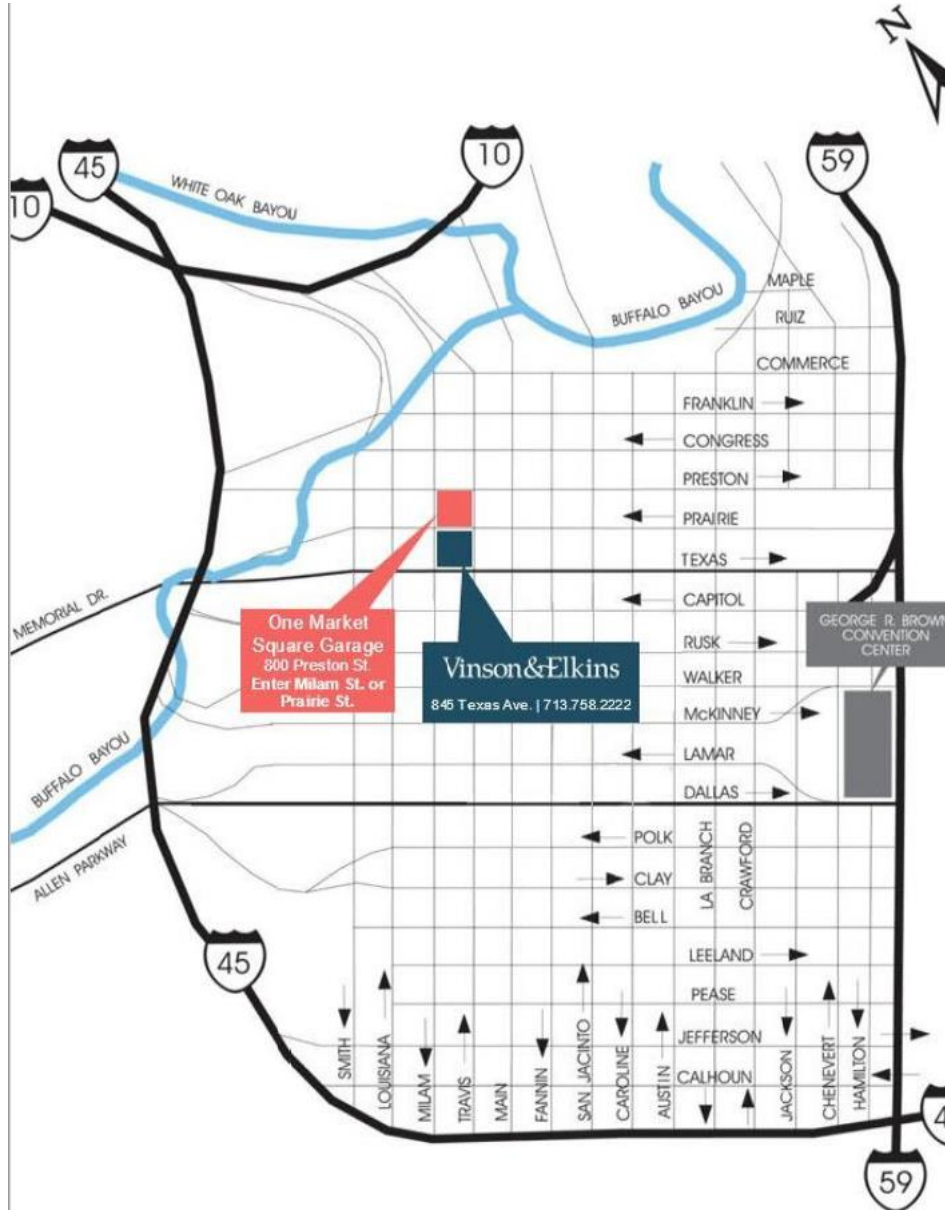 N
45
10
59
10
WHITE OAK BAYOU
BUFFALO BAYOU
MAPLE
RUIZ
COMMERCE
FRANKLIN
CONGRESS
PRESTON
PRAIRIE
TEXAS
CAPITOL
RUSK
WALKER
McKINNEY
LAMAR
DALLAS
MEMORIAL DR.
One Market
Square Garage
800 Preston St.
Enter Milam St. or
Prairie St.
Vinson&Elkins
845 Texas Ave. | 713.758.2222
GEORGE R. BROWN
CONVENTION
CENTER
BUFFALO BAYOU
ALLEN PARKWAY
POLK
CLAY
BELL
LA BRANCH
CRAWFORD
LEELAND
PEASE
JEFFERSON
CALHOUN
45
SMITH
LOUISIANA
MILAM
TRAVIS
MAIN
FANNIN
SAN JACINTO
CAROLINE
AUSTIN
JACKSON
CHENEVERT
HAMILTON
59